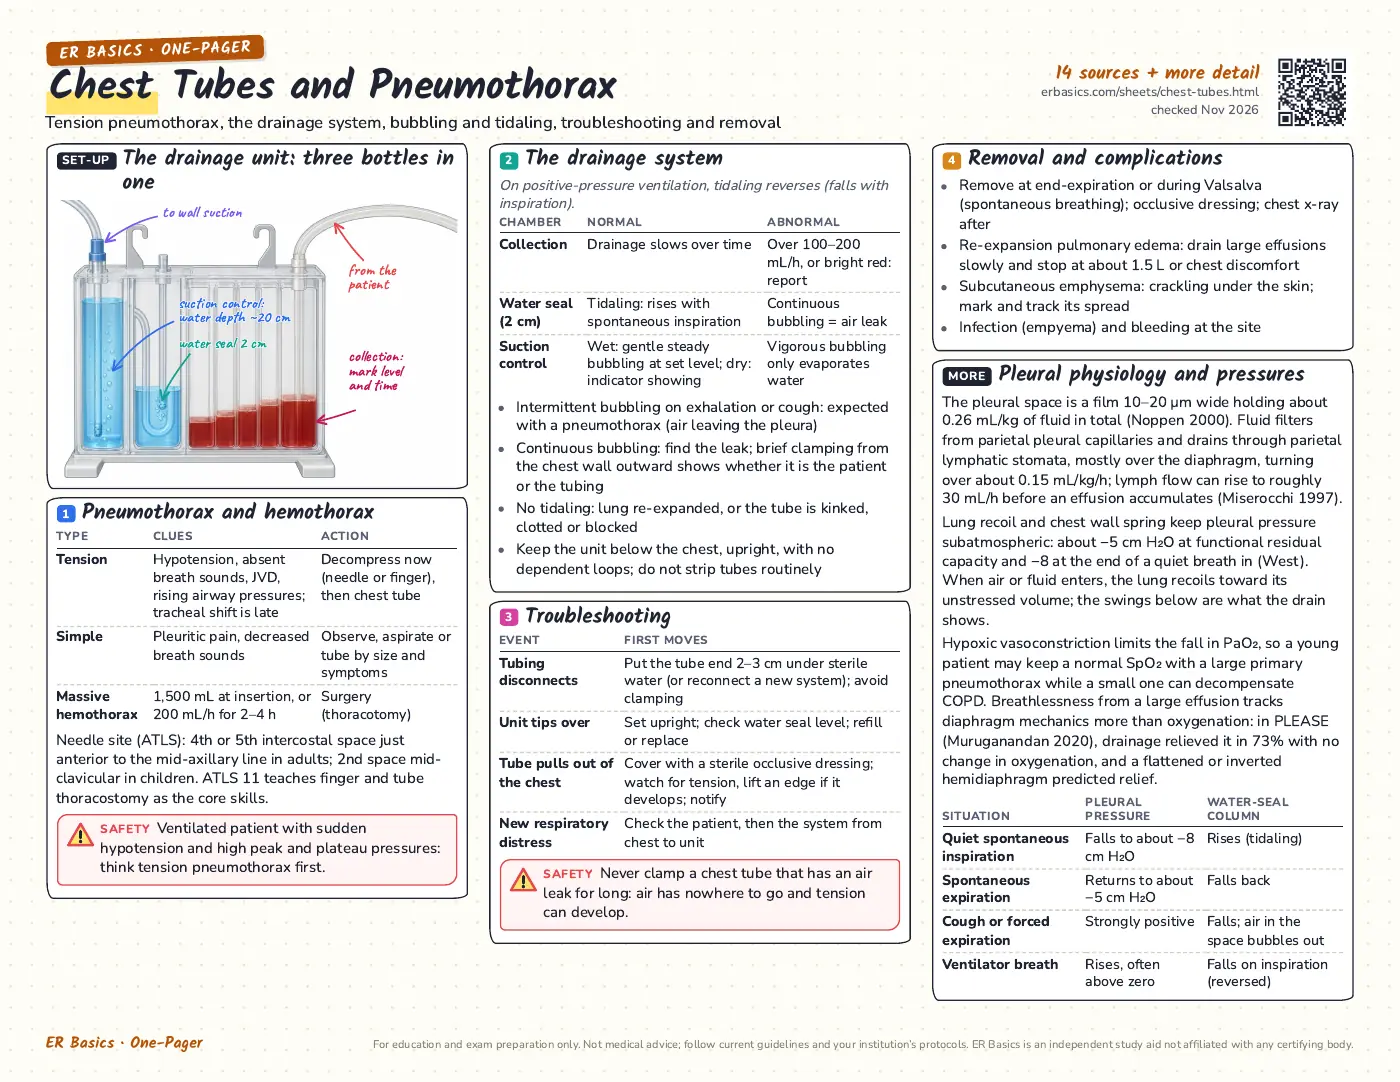 ER BASICS · ONE-PAGER
Chest Tubes and Pneumothorax
Tension pneumothorax, the drainage system, bubbling and tidaling, troubleshooting and removal
14 sources + more detail
erbasics.com/sheets/chest-tubes.html
checked Nov 2026
SET-UP The drainage unit: three bottles in
one
to wall suction
from the
patient
suction control:
water depth ~20 cm
water seal 2 cm
collection:
mark level
and time
1 Pneumothorax and hemothorax
TYPE CLUES ACTION
Tension Hypotension, absent Decompress now
breath sounds, JVD, (needle or finger),
rising airway pressures; then chest tube
tracheal shift is late
Simple Pleuritic pain, decreased Observe, aspirate or
breath sounds tube by size and
symptoms
Massive 1,500 mL at insertion, or Surgery
hemothorax 200 mL/h for 2–4 h (thoracotomy)
Needle site (ATLS): 4th or 5th intercostal space just
anterior to the mid-axillary line in adults; 2nd space mid-
clavicular in children. ATLS 11 teaches finger and tube
thoracostomy as the core skills.
SAFETY Ventilated patient with sudden
hypotension and high peak and plateau pressures:
think tension pneumothorax first.
2 The drainage system
On positive-pressure ventilation, tidaling reverses (falls with
inspiration).
CHAMBER NORMAL ABNORMAL
Collection Drainage slows over time Over 100–200
mL/h, or bright red:
report
Water seal Tidaling: rises with Continuous
(2 cm) spontaneous inspiration bubbling = air leak
Suction Wet: gentle steady Vigorous bubbling
control bubbling at set level; dry: only evaporates
indicator showing water
• Intermittent bubbling on exhalation or cough: expected
with a pneumothorax (air leaving the pleura)
• Continuous bubbling: find the leak; brief clamping from
the chest wall outward shows whether it is the patient
or the tubing
• No tidaling: lung re-expanded, or the tube is kinked,
clotted or blocked
• Keep the unit below the chest, upright, with no
dependent loops; do not strip tubes routinely
3 Troubleshooting
EVENT FIRST MOVES
Tubing Put the tube end 2–3 cm under sterile
disconnects water (or reconnect a new system); avoid
clamping
Unit tips over Set upright; check water seal level; refill
or replace
Tube pulls out of Cover with a sterile occlusive dressing;
the chest watch for tension, lift an edge if it
develops; notify
New respiratory Check the patient, then the system from
distress chest to unit
SAFETY Never clamp a chest tube that has an air
leak for long: air has nowhere to go and tension
can develop.
4 Removal and complications
• Remove at end-expiration or during Valsalva
(spontaneous breathing); occlusive dressing; chest x-ray
after
• Re-expansion pulmonary edema: drain large effusions
slowly and stop at about 1.5 L or chest discomfort
• Subcutaneous emphysema: crackling under the skin;
mark and track its spread
• Infection (empyema) and bleeding at the site
MORE Pleural physiology and pressures
The pleural space is a film 10–20 µm wide holding about
0.26 mL/kg of fluid in total (Noppen 2000). Fluid filters
from parietal pleural capillaries and drains through parietal
lymphatic stomata, mostly over the diaphragm, turning
over about 0.15 mL/kg/h; lymph flow can rise to roughly
30 mL/h before an effusion accumulates (Miserocchi 1997).
Lung recoil and chest wall spring keep pleural pressure
subatmospheric: about −5 cm H₂O at functional residual
capacity and −8 at the end of a quiet breath in (West).
When air or fluid enters, the lung recoils toward its
unstressed volume; the swings below are what the drain
shows.
Hypoxic vasoconstriction limits the fall in PaO₂, so a young
patient may keep a normal SpO₂ with a large primary
pneumothorax while a small one can decompensate
COPD. Breathlessness from a large effusion tracks
diaphragm mechanics more than oxygenation: in PLEASE
(Muruganandan 2020), drainage relieved it in 73% with no
change in oxygenation, and a flattened or inverted
hemidiaphragm predicted relief.
SITUATION PLEURAL PRESSURE WATER-SEAL COLUMN
Quiet spontaneous Falls to about −8 Rises (tidaling)
inspiration cm H₂O
Spontaneous Returns to about Falls back
expiration −5 cm H₂O
Cough or forced Strongly positive Falls; air in the
expiration space bubbles out
Ventilator breath Rises, often Falls on inspiration
above zero (reversed)
ER Basics · One-Pager
For education and exam preparation only. Not medical advice; follow current guidelines and your institution's protocols. ER Basics is an independent study aid not affiliated with any certifying body.